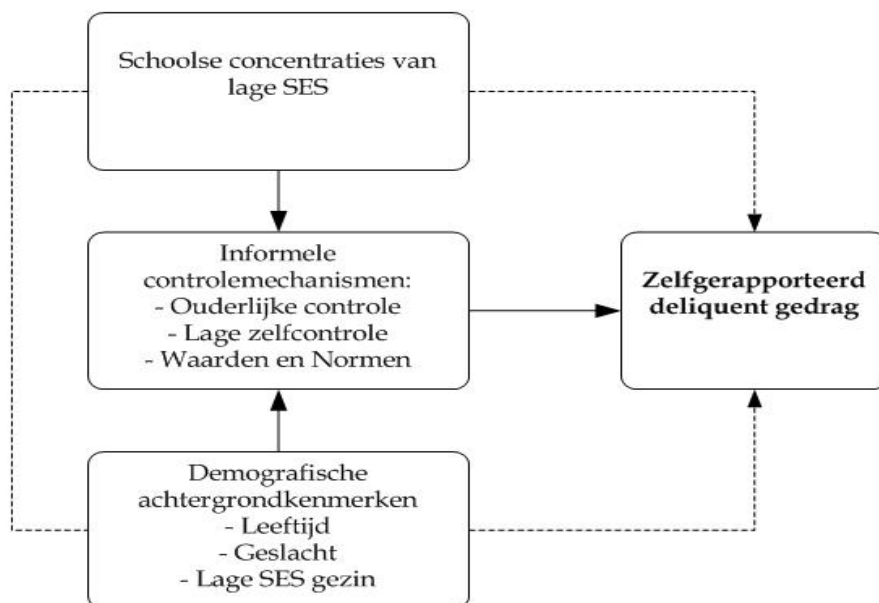 Schoolse concentraties van
lage SES
Informele
controlemechanismen:
- Ouderlijke controle
- Lage zelfcontrole
- Waarden en Normen
Zelfgerapporteerd
deliquent gedrag
Demografische
achtergrondkenmerken
- Leeftijd
- Geslacht
- Lage SES gezin